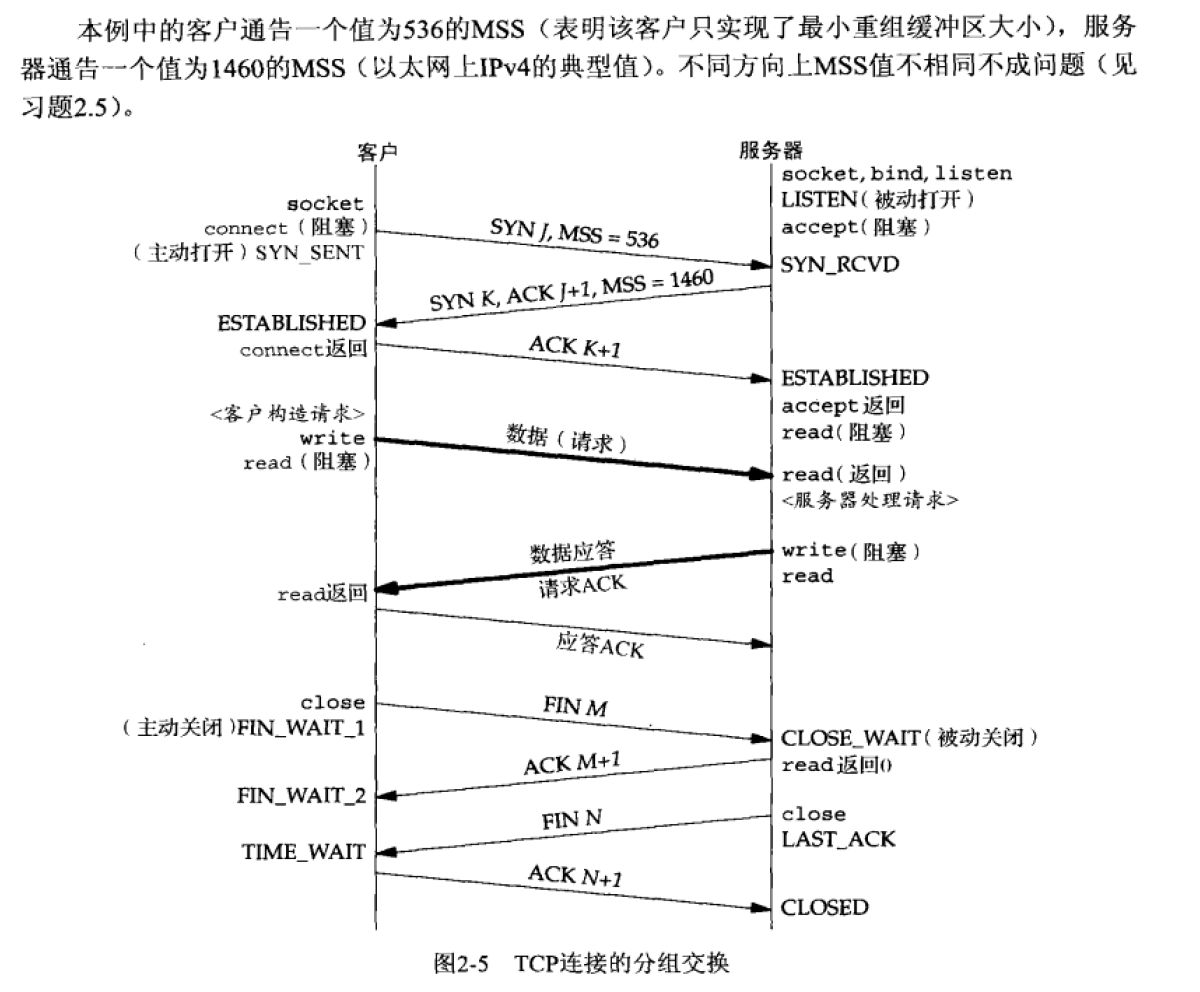 本例中的客户通告一个值为536的MSS（表明该客户只实现了最小重组缓冲区大小），服务
器通告一个值为1460的MSS（以太网上IPv4的典型值）。不同方向上MSS值不相同不成问题（见
习题2.5）。
客户
服务器
socket, bind, listen
LISTEN（被动打开）
accept（阻塞）
socket
connect（阻塞）
（主动打开）SYN_SENT
SYN J, MSS = 536
SYN_RCVD
SYN K, ACK J+1, MSS = 1460
ESTABLISHED
connect返回
ACK K+1
ESTABLISHED
accept返回
read（阻塞）
<客户构造请求>
write
read（阻塞）
数据（请求）
read（返回）
<服务器处理请求>
write（阻塞）
read
数据应答
请求ACK
read返回
应答ACK
close
（主动关闭）FIN_WAIT_1
FIN M
CLOSE_WAIT（被动关闭）
read返回0
ACK M+1
FIN_WAIT_2
close
LAST_ACK
FIN N
TIME_WAIT
ACK N+1
CLOSED
图2-5 TCP连接的分组交换